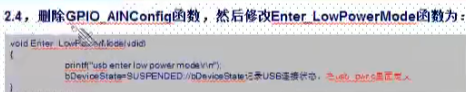 2.4，删除GPIO_AINConfig函数，然后修改Enter_LowPowerMode函数为：
void Enter_LowPowerMode(void)
{
printf("usb enter low power mode\r\n");
bDeviceState=SUSPENDED;//bDeviceState记录USB连接状态，在usb_pwr.c里面定义
}